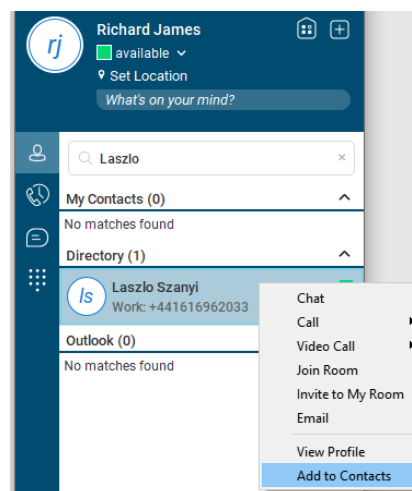 rj
Richard James
available
Set Location
What's on your mind?
Laszlo
My Contacts (0)
No matches found
Directory (1)
ls
Laszlo Szanyi
Work: +441616962033
Outlook (0)
No matches found
Chat
Call
Video Call
Join Room
Invite to My Room
Email
View Profile
Add to Contacts